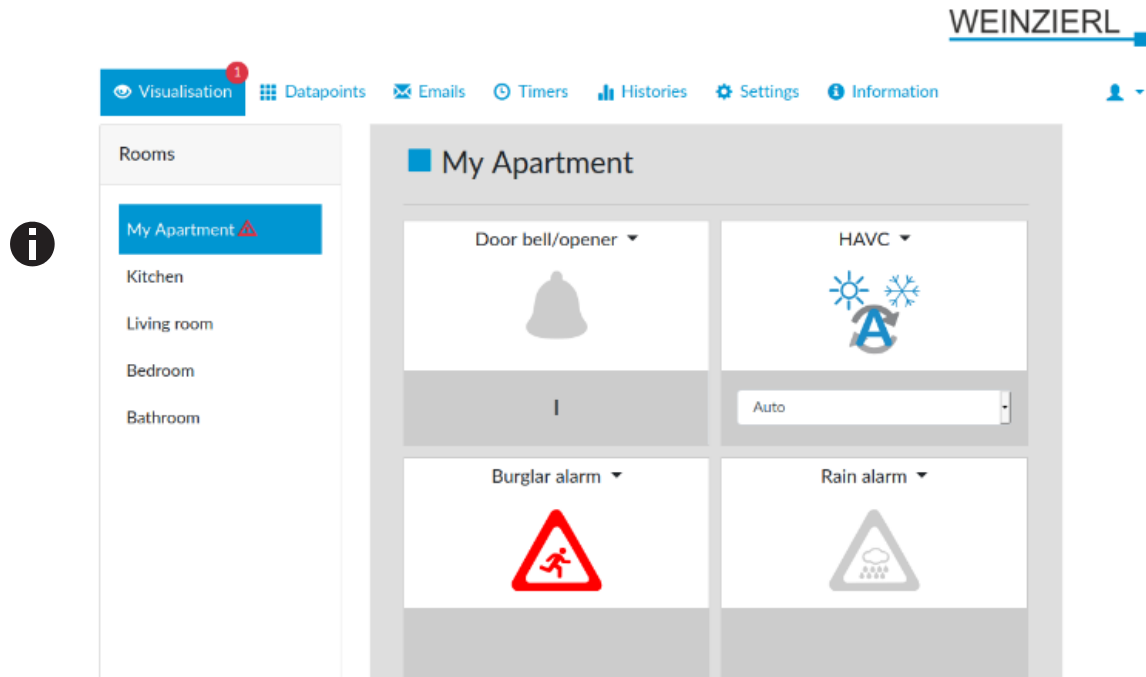 WEINZIERL
1
Visualisation Datapoints Emails Timers Histories Settings Information
Rooms
My Apartment
Kitchen
Living room
Bedroom
Bathroom
My Apartment
Door bell/opener
HAVC
A
I
Auto
Burglar alarm
Rain alarm